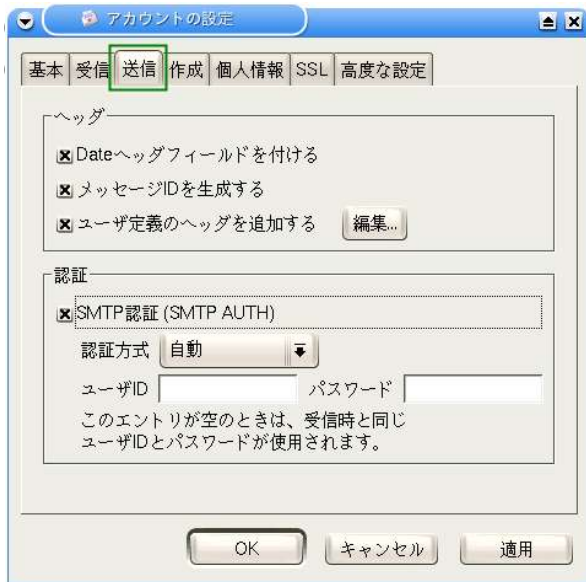 アカウントの設定
基本 受信 送信 作成 個人情報 SSL 高度な設定
ヘッダ
Dateヘッダフィールドを付ける
メッセージIDを生成する
ユーザ定義のヘッダを追加する 編集...
認証
SMTP認証 (SMTP AUTH)
認証方式 自動
ユーザID パスワード
このエントリが空のときは、受信時と同じ
ユーザIDとパスワードが使用されます。
OK キャンセル 適用